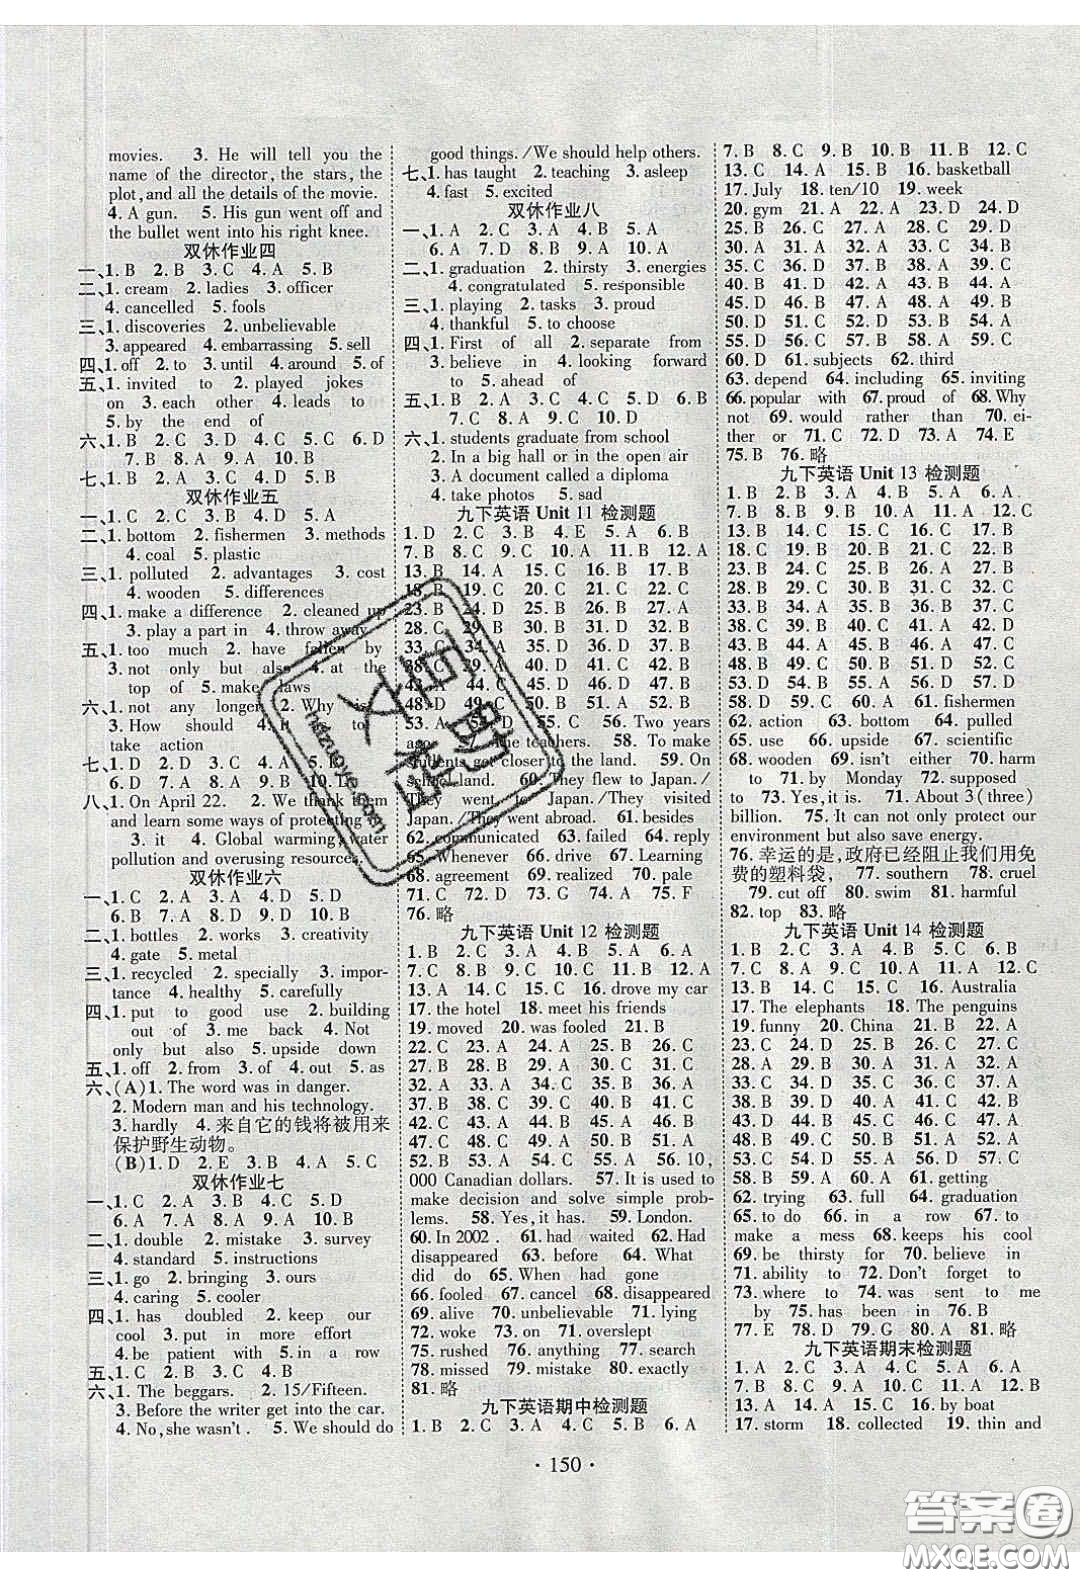 movies. 3. He will tell you the
name of the director, the stars, the
plot, and all the details of the movie.
4. A gun. 5. His gun went off and
the bullet went into his right knee.
双休作业四
一、1. B 2. B 3. C 4. A 5. B
二、1. cream 2. ladies 3. officer
4. cancelled 5. fools
三、1. discoveries 2. unbelievable
3. appeared 4. embarrassing 5. sell
四、1. off 2. to 3. until 4. around 5. of
五、1. invited to 2. played jokes
on 3. each other 4. leads to
5. by the end of
六、1. B 2. C 3. D 4. C 5. C 6. D
7. B 8. A 9. A 10. B
七、1. B 2. A 3. C 4. D 5. B
双休作业五
一、1. C 2. C 3. B 4. D 5. A
二、1. bottom 2. fishermen 3. methods
4. coal 5. plastic
三、1. polluted 2. advantages 3. cost
4. wooden 5. differences
四、1. make a difference 2. cleaned up
3. play a part in 4. throw away
五、1. too much 2. have fallen by
3. not only but also 4. at the
top of 5. make laws
六、1. not any longer 2. Why is
3. How should 4. It is to
take action
七、1. D 2. D 3. C 4. A 5.
6. D 7. A 8. A 9. B 10. D
八、1. On April 22. 2. We thank them
and learn some ways of protecting it
3. it 4. Global warming, water
pollution and overusing resources.
双休作业六
一、1. C 2. A 3. A 4. D 5. D
6. B 7. A 8. D 9. D 10. A
二、1. bottles 2. works 3. creativity
4. gate 5. metal
三、1. recycled 2. specially 3. impor-
tance 4. healthy 5. carefully
四、1. put to good use 2. building
out of 3. me back 4. Not
only but also 5. upside down
五、1. off 2. from 3. of 4. out 5. as
六、(A)1. The word was in danger.
2. Modern man and his technology.
3. hardly 4. 来自它的钱将被用来
保护野生动物。
(B)1. D 2. E 3. B 4. A 5. C
双休作业七
一、1. C 2. A 3. C 4. C 5. B
6. A 7. A 8. A 9. A 10. B
二、1. double 2. mistake 3. survey
4. standard 5. instructions
三、1. go 2. bringing 3. ours
4. caring 5. cooler
四、1. has doubled 2. keep our
cool 3. put in more effort
4. be patient with 5. in a row
五、1. C 2. C 3. C 4. B
六、1. The beggars. 2. 15/Fifteen.
3. Before the writer get into the car.
4. No, she wasn't. 5. We should do
good things. /We should help others.
七、1. has taught 2. teaching 3. asleep
4. fast 5. excited
双休作业八
一、1. A 2. C 3. A 4. B 5. A
6. A 7. D 8. D 9. B 10. A
二、1. graduation 2. thirsty 3. energies
4. congratulated 5. responsible
三、1. playing 2. tasks 3. proud
4. thankful 5. to choose
四、1. First of all 2. separate from
3. believe in 4. looking forward
to 5. ahead of
五、1. B 2. A 3. C 4. D 5. D 6. B
7. C 8. C 9. C 10. D
六、1. students graduate from school
2. In a big hall or in the open air
3. A document called a diploma
4. take photos 5. sad
九下英语 Unit 11 检测题
1. D 2. C 3. B 4. E 5. A 6. A
7. B 8. C 9. C 10. A 11. B 12. A
13. B 14. A 15. C 16. B 17. B
18. B 19. C 20. C 21. C 22. C
23. B 24. D 25. B 26. B 27. A
28. C 29. B 30. D 31. B 32. B
33. C 34. A 35. D 36. D 37. B
38. C 39. A 40. D 41. D 42. B
43. A 44. C 45. D 46. A 47. B
48. D 49. C 50. B 51. A 52. B
53. A 54. D 55. C 56. Two years
ago. 57. The teachers. 58. To make
students got closer to the land. 59. On
school land. 60. They flew to Japan. /
They went to Japan. /They visited
Japan. /They went abroad. 61. besides
62. communicated 63. failed 64. reply
65. Whenever 66. drive 67. Learning
68. agreement 69. realized 70. pale
71. C 72. D 73. G 74. A 75. F
76. 略
九下英语 Unit 12 检测题
1. B 2. C 3. B 4. C 5. B 6. A
7. C 8. C 9. C 10. B 11. C 12. B
13. A 14. C 15. C 16. drove my car
17. the hotel 18. meet his friends
19. moved 20. was fooled 21. B
22. C 23. A 24. A 25. B 26. C
27. B 28. B 29. A 30. B 31. B
32. A 33. A 34. C 35. A 36. C
37. B 38. C 39. C 40. B 41. B
42. C 43. A 44. C 45. B 46. A
47. C 48. A 49. B 50. B 51. A
52. B 53. D 54. C 55. A 56. 10,
000 Canadian dollars. 57. It is used to
make decision and solve simple prob-
lems. 58. Yes, it has. 59. London.
60. In 2002. 61. had waited 62. Had
disappeared 63. before 64. What
did do 65. When had gone
66. fooled 67. cancel 68. disappeared
69. alive 70. unbelievable 71. lying
72. woke 73. on 74. overslept
75. rushed 76. anything 77. search
78. missed 79. mistake 80. exactly
81. 略
九下英语期中检测题
1. B 2. C 3. A 4. B 5. B 6. A
7. B 8. C 9. B 10. B 11. B 12. C
13. C 14. A 15. C 16. basketball
17. July 18. ten/10 19. week
20. gym 21. D 22. D 23. D 24. D
25. B 26. C 27. A 28. C 29. D
30. A 31. D 32. B 33. D 34. B
35. C 36. D 37. A 38. A 39. C
40. B 41. D 42. A 43. C 44. B
45. D 46. D 47. B 48. C 49. B
50. D 51. C 52. A 53. D 54. D
55. D 56. C 57. B 58. A 59. C
60. D 61. subjects 62. third
63. depend 64. including 65. inviting
66. popular with 67. proud of 68. Why
not 69. would rather than 70. ei-
ther or 71. C 72. D 73. A 74. E
75. B 76. 略
九下英语 Unit 13 检测题
1. B 2. B 3. A 4. B 5. B 6. A
7. B 8. B 9. A 10. A 11. B 12. A
13. B 14. C 15. C 16. A 17. B
18. C 19. A 20. B 21. C 22. C
23. B 24. B 25. A 26. A 27. B
28. B 29. C 30. A 31. D 32. B
33. B 34. A 35. B 36. D 37. B
38. D 39. A 40. C 41. B 42. B
43. D 44. D 45. A 46. C 47. B
48. B 49. D 50. C 51. D 52. A
53. D 54. B 55. D 56. A 57. B
58. D 59. C 60. A 61. fishermen
62. action 63. bottom 64. pulled
65. use 66. upside 67. scientific
68. wooden 69. isn't either 70. harm
to 71. by Monday 72. supposed
to 73. Yes, it is. 71. About 3(three)
billion. 75. It can not only protect our
environment but also save energy.
76. 幸运的是,政府已经阻止我们用免
费的塑料袋, 77. southern 78. cruel
79. cut off 80. swim 81. harmful
82. top 83. 略
九下英语 Unit 14 检测题
1. B 2. C 3. B 4. A 5. A 6. A
7. C 8. A 9. C 10. A 11. B 12. C
13. B 14. C 15. C 16. Australia
17. The elephants 18. The penguins
19. funny 20. China 21. B 22. A
23. C 24. C 25. D 26. C 27. C
28. A 29. B 30. D 31. C 32. A
33. D 34. C 35. B 36. A 37. A
38. C 39. B 40. C 41. A 42. B
43. D 44. B 45. A 46. C 47. A
48. B 49. D 50. B 51. C 52. B
53. C 54. A 55. C 56. D 57. D
58. C 59. A 60. A 61. getting
62. trying 63. full 64. graduation
65. to do 66. in a row 67. to
make a mess 68. keeps his cool
69. be thirsty for 70. believe in
71. ability to 72. Don't forget to
73. where to 74. was sent to me
by 75. has been in 76. B
77. E 78. D 79. G 80. A 81. 略
九下英语期末检测题
1. A 2. C 3. A 4. C 5. A 6. C
7. B 8. C 9. B 10. B 11. A 12. B
13. C 14. A 15. A 16. by boat
17. storm 18. collected 19. thin and
· 150 ·
答案圈
MXQE.COM